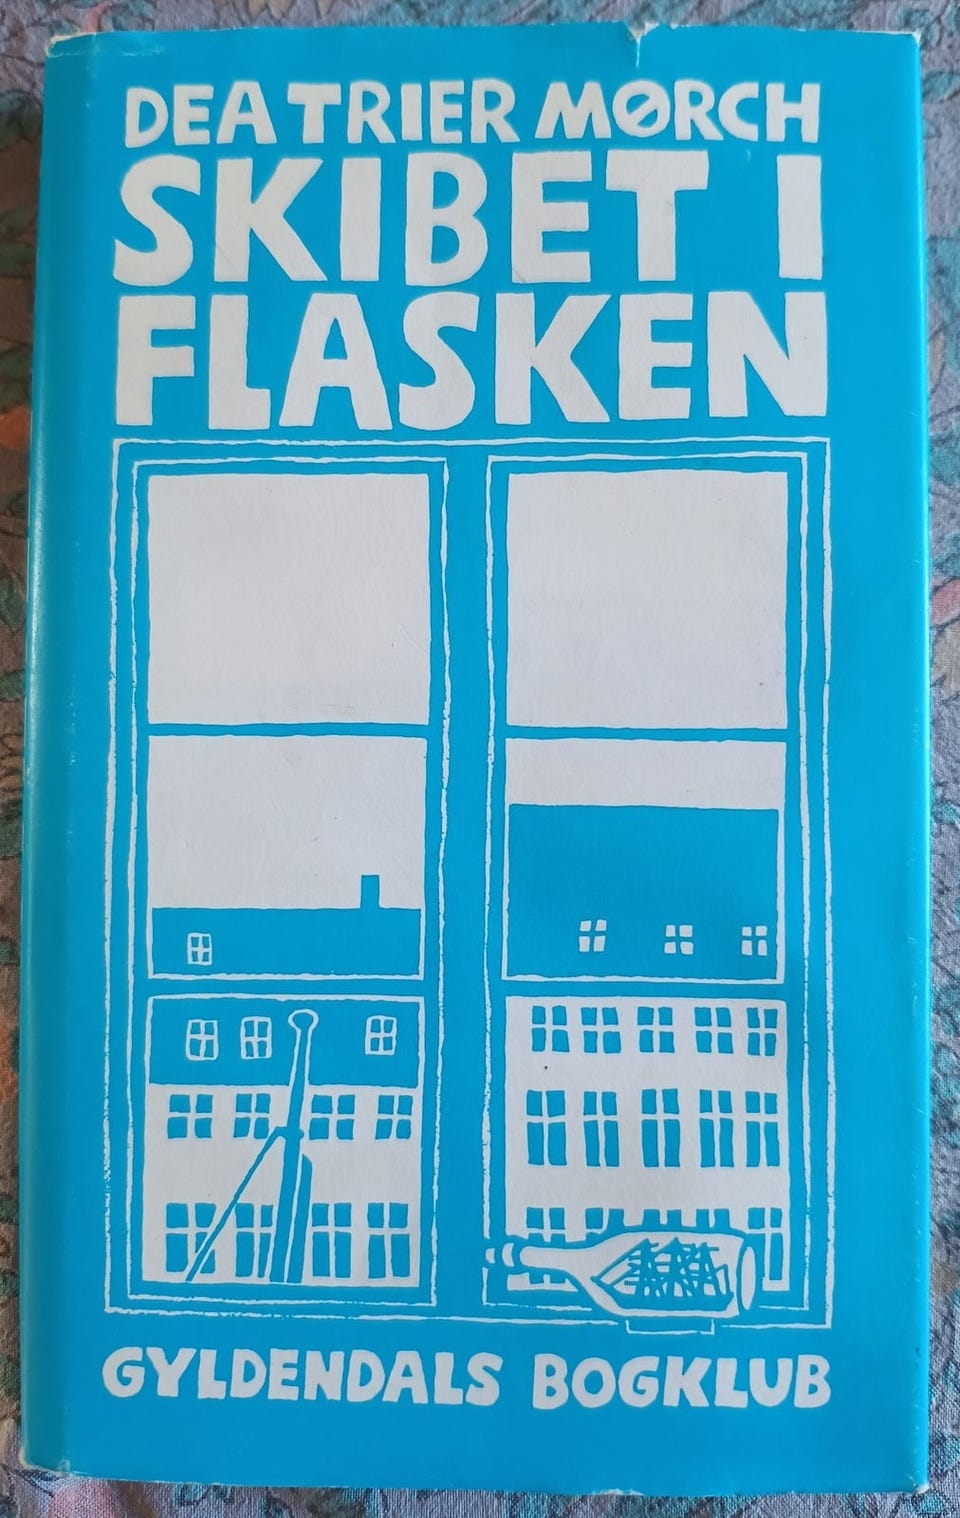 DEA TRIER MØRCH
SKIBET I
FLASKEN
GYLDENDALS BOGKLUB